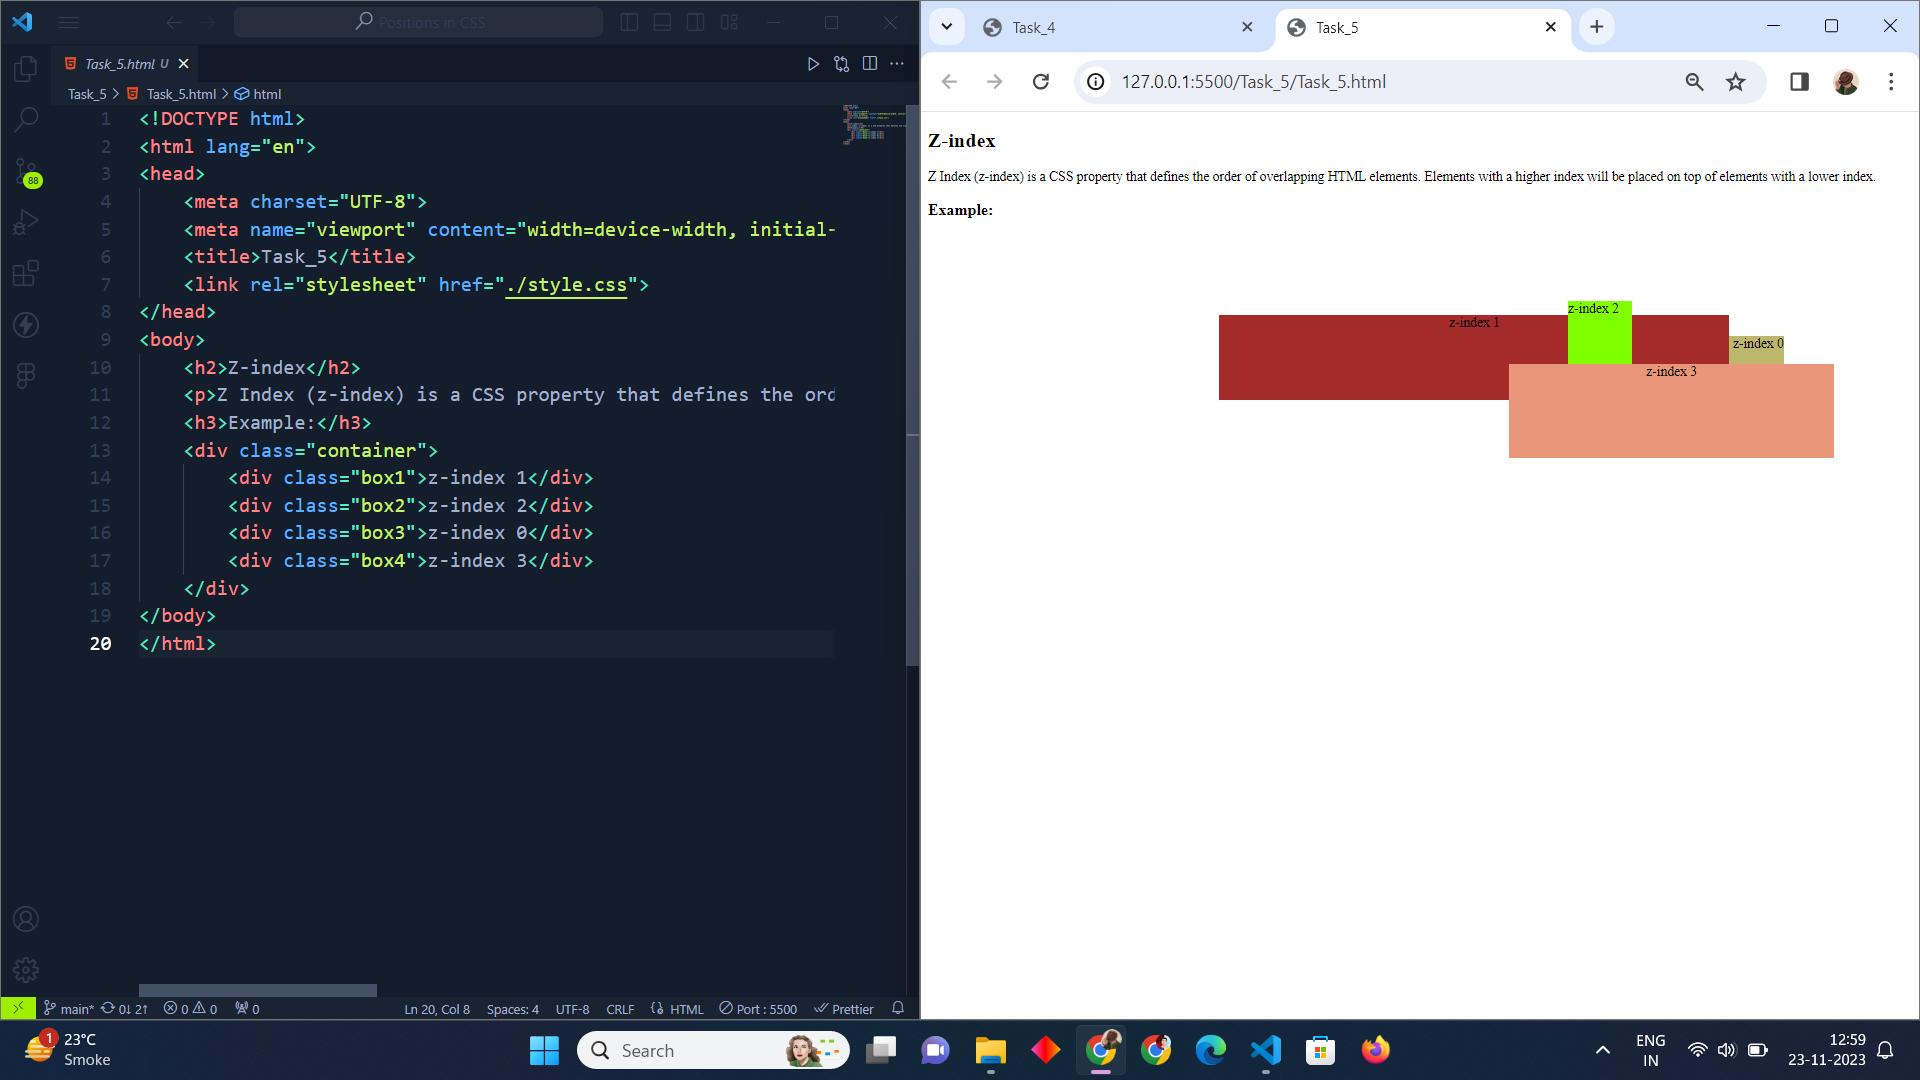 Positions in CSS
Task_5.html U
Task_5 > Task_5.html > html
88
1 <!DOCTYPE html>
2 <html lang="en">
3 <head>
4 <meta charset="UTF-8">
5 <meta name="viewport" content="width=device-width, initial-
6 <title>Task_5</title>
7 <link rel="stylesheet" href="./style.css">
8 </head>
9 <body>
10 <h2>Z-index</h2>
11 <p>Z Index (z-index) is a CSS property that defines the ord
12 <h3>Example:</h3>
13 <div class="container">
14 <div class="box1">z-index 1</div>
15 <div class="box2">z-index 2</div>
16 <div class="box3">z-index 0</div>
17 <div class="box4">z-index 3</div>
18 </div>
19 </body>
20 </html>
main* 0↓ 2↑ 0 0 0 Ln 20, Col 8 Spaces: 4 UTF-8 CRLF HTML Port : 5500 Prettier
Task_4
Task_5
127.0.0.1:5500/Task_5/Task_5.html
Z-index
Z Index (z-index) is a CSS property that defines the order of overlapping HTML elements. Elements with a higher index will be placed on top of elements with a lower index.
Example:
z-index 2
z-index 1
z-index 0
z-index 3
1
23°C
Smoke
Search
ENG
IN
12:59
23-11-2023